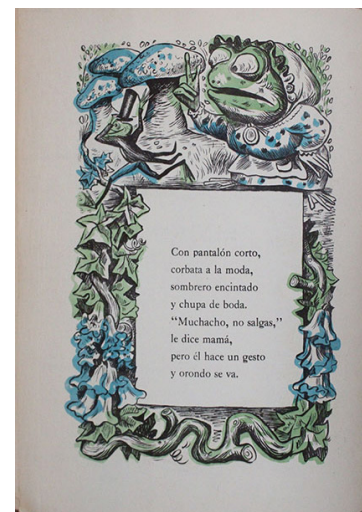 Con pantalón corto,
corbata a la moda,
sombrero encintado
y chupa de boda.
“Muchacho, no salgas,”
le dice mamá,
pero él hace un gesto
y orondo se va.